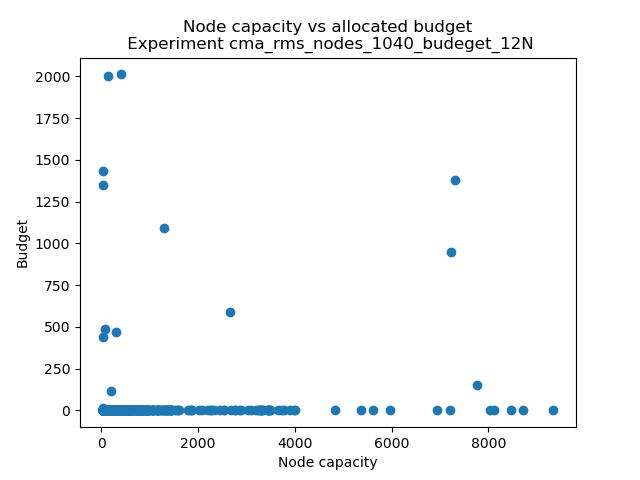 Node capacity vs allocated budget
Experiment cma_rms_nodes_1040_budeget_12N
2000
1750
1500
1250
1000
750
500
250
0
Budget
0 2000 4000 6000 8000
Node capacity